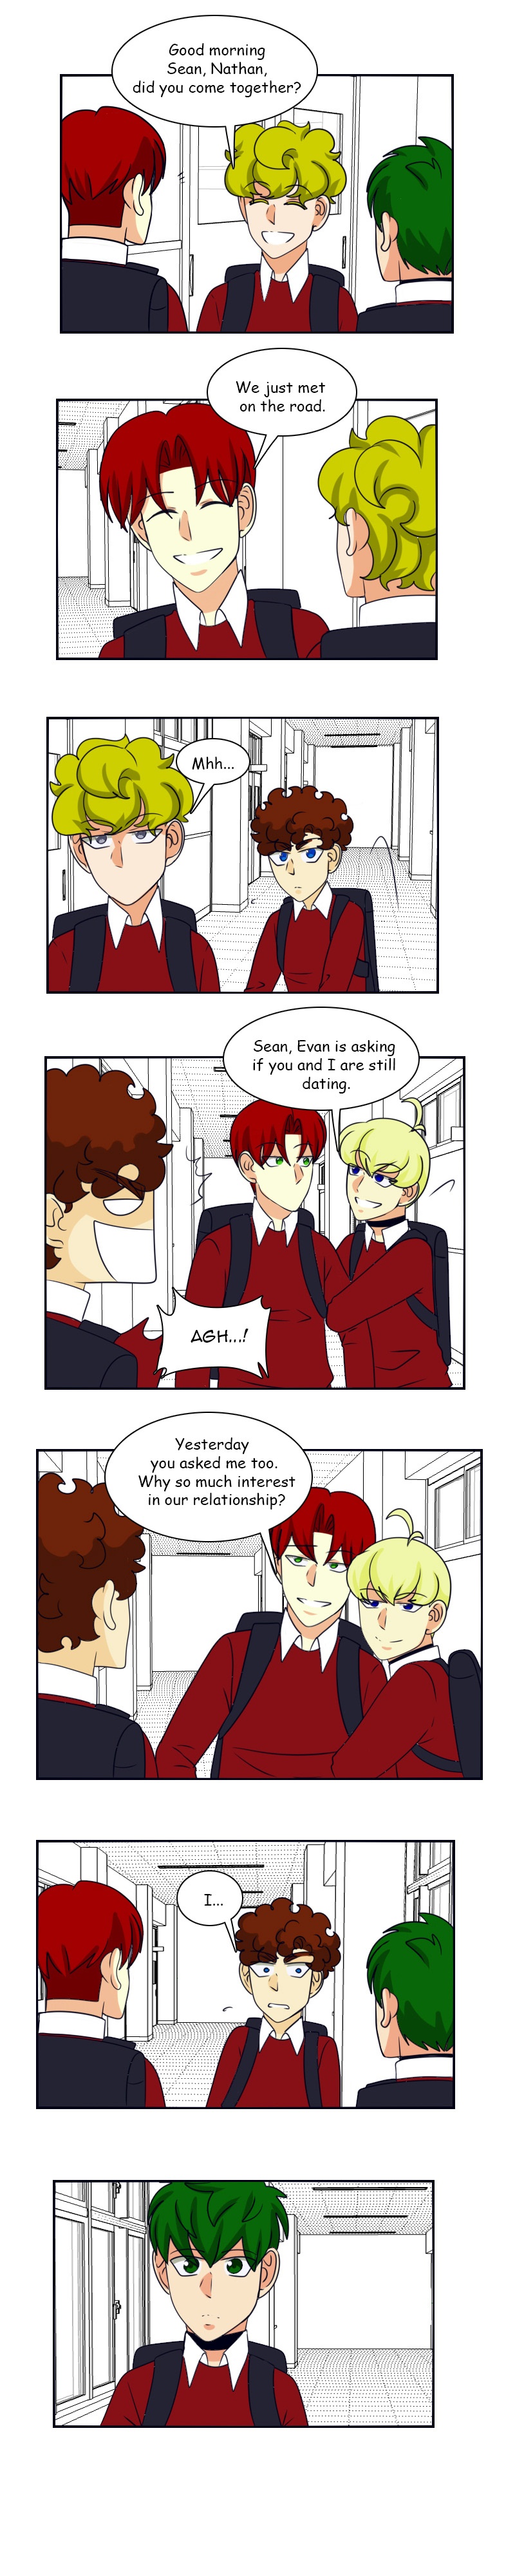 Good morning
Sean, Nathan,
did you come together?
We just met
on the road.
Mhh...
Sean, Evan is asking
if you and I are still
dating.
AGH...!
Yesterday
you asked me too.
Why so much interest
in our relationship?
I...